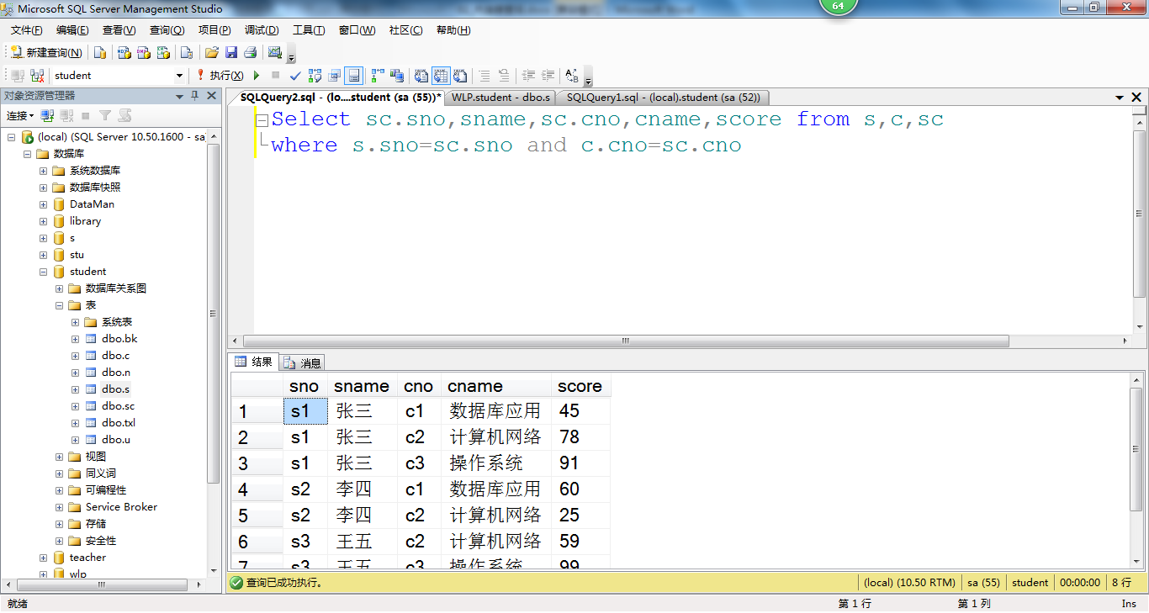 Microsoft SQL Server Management Studio
64
文件(F) 编辑(E) 查看(V) 查询(Q) 项目(P) 调试(D) 工具(T) 窗口(W) 社区(C) 帮助(H)
新建查询(N)
student
执行(X)
对象资源管理器
连接
(local) (SQL Server 10.50.1600 - sa
数据库
系统数据库
数据库快照
DataMan
library
s
stu
student
数据库关系图
表
系统表
dbo.bk
dbo.c
dbo.n
dbo.s
dbo.sc
dbo.txl
dbo.u
视图
同义词
可编程性
Service Broker
存储
安全性
teacher
wlp
SQLQuery2.sql - (lo....student (sa (55))* WLP.student - dbo.s SQLQuery1.sql - (local).student (sa (52))
Select sc.sno,sname,sc.cno,cname,score from s,c,sc
where s.sno=sc.sno and c.cno=sc.cno
结果 消息
sno sname cno cname score
1 s1 张三 c1 数据库应用 45
2 s1 张三 c2 计算机网络 78
3 s1 张三 c3 操作系统 91
4 s2 李四 c1 数据库应用 60
5 s2 李四 c2 计算机网络 25
6 s3 王五 c2 计算机网络 59
7 s3 王五 c3 操作系统 99
查询已成功执行。 (local) (10.50 RTM) sa (55) student 00:00:00 8 行
就绪 第 1 行 第 1 列 Ins